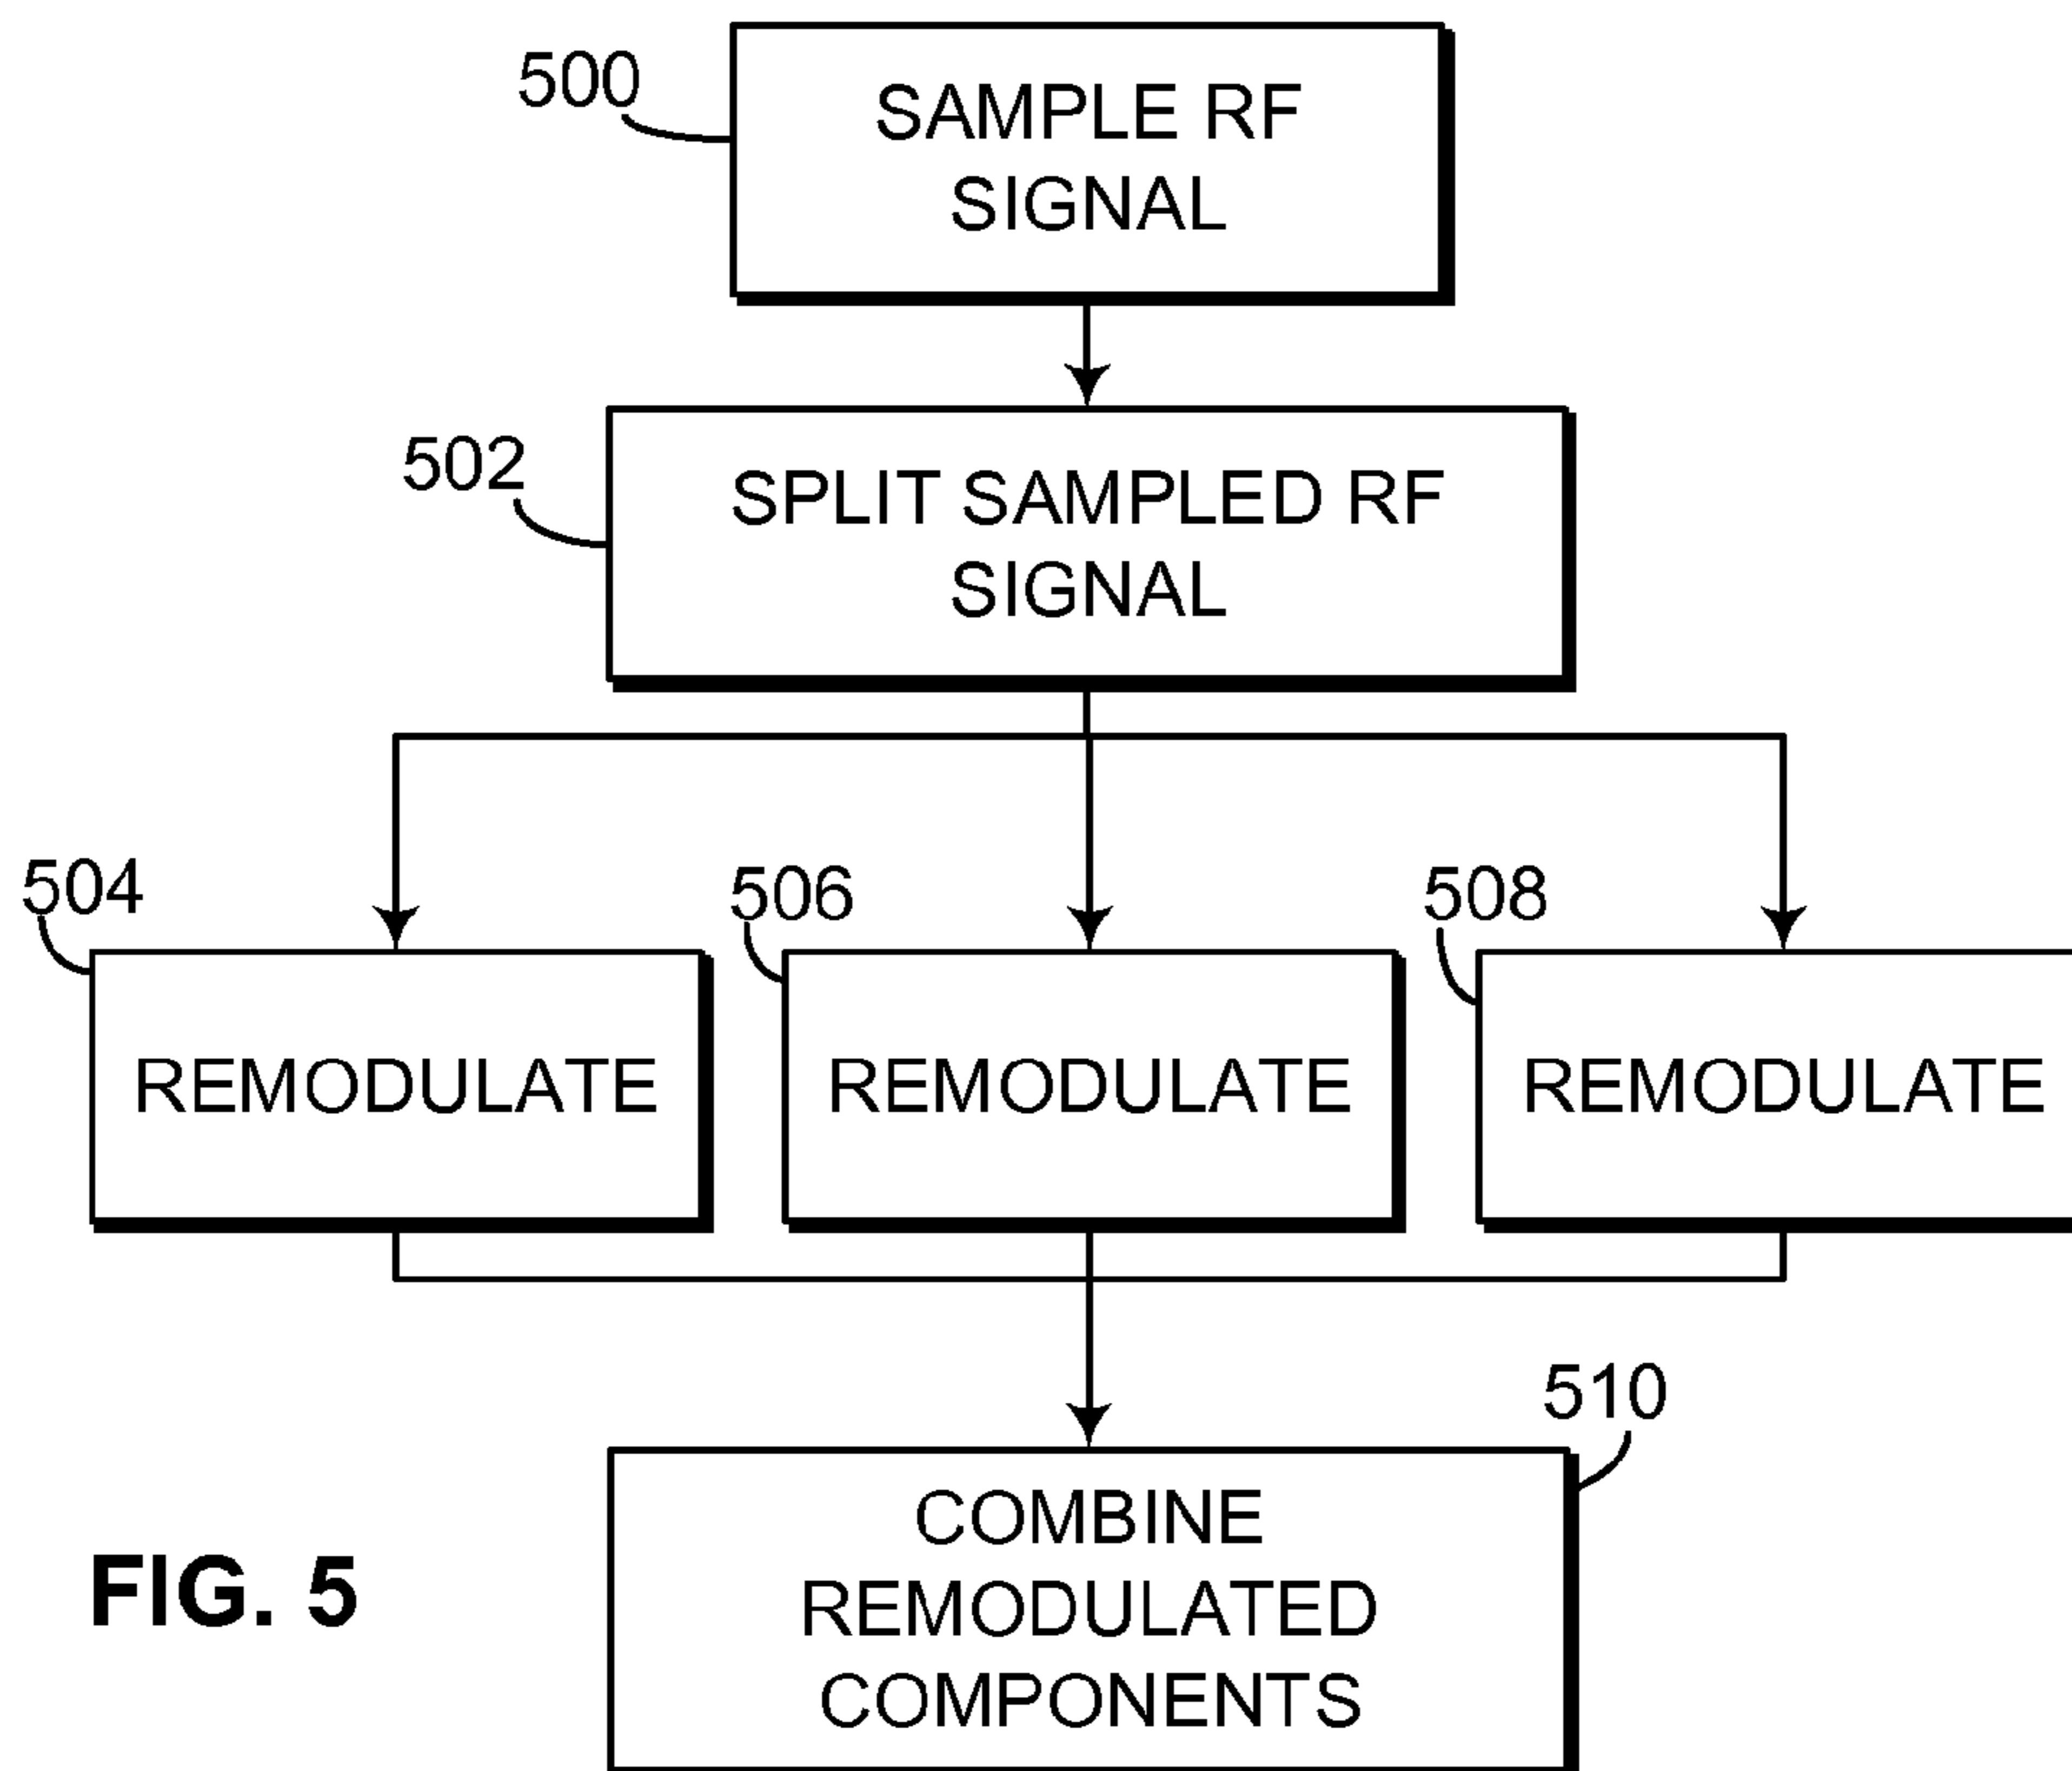 500
SAMPLE RF
SIGNAL
502
SPLIT SAMPLED RF
SIGNAL
504
506
508
REMODULATE
REMODULATE
REMODULATE
510
COMBINE
REMODULATED
COMPONENTS
FIG. 5